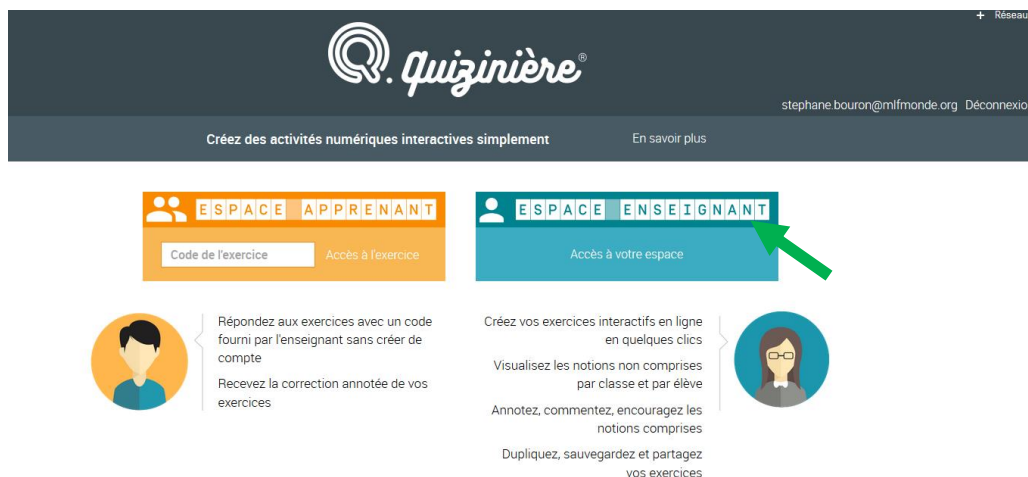 + Réseau
Q. Quizinière®
stephane.bouron@mlfmonde.org Déconnexio
Créez des activités numériques interactives simplement En savoir plus
ESPACE APPRENANT
Code de l'exercice Accès à l'exercice
Répondez aux exercices avec un code
fourni par l'enseignant sans créer de
compte
Recevez la correction annotée de vos
exercices
ESPACE ENSEIGNANT
Accès à votre espace
Créez vos exercices interactifs en ligne
en quelques clics
Visualisez les notions non comprises
par classe et par élève
Annotez, commentez, encouragez les
notions comprises
Dupliquez, sauvegardez et partagez
vos exercices